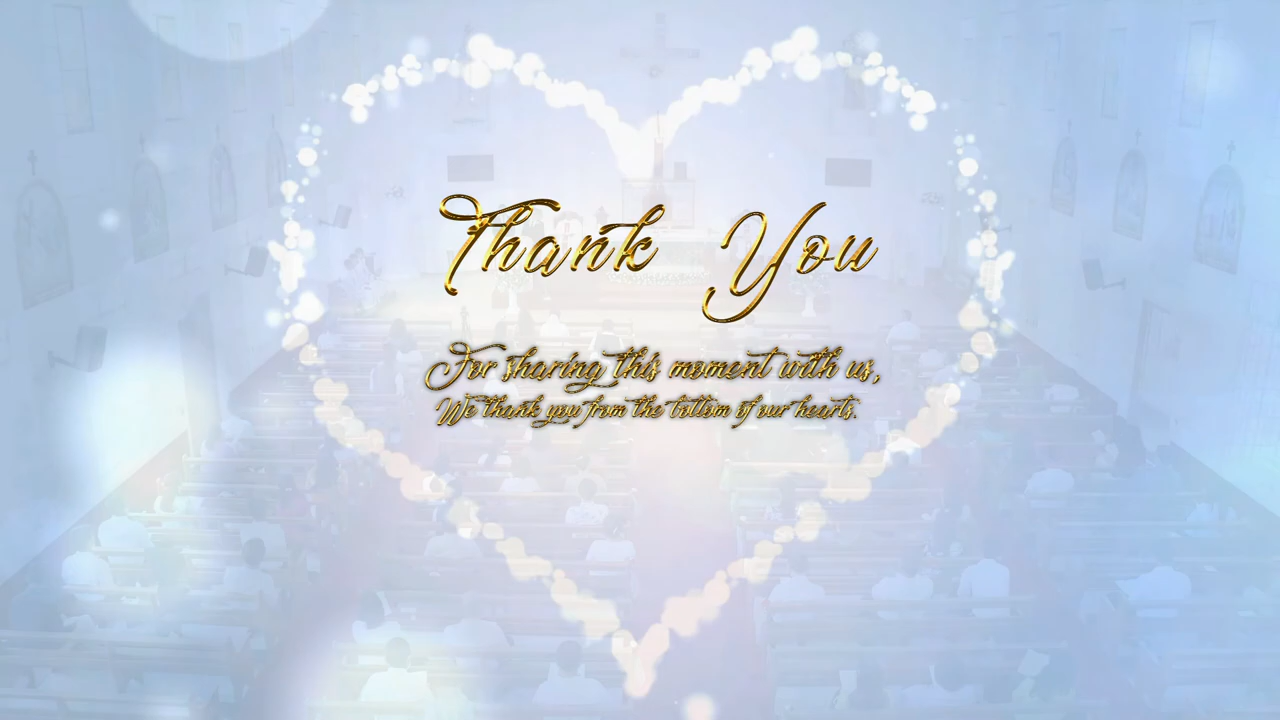 Thank You
For sharing this moment with us,
We thank you from the bottom of our hearts.